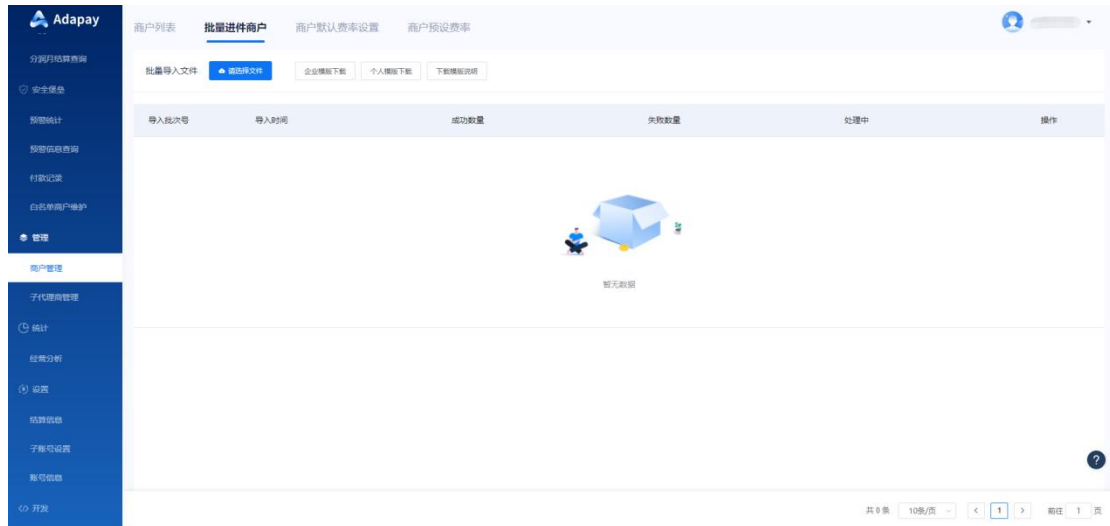 Adapay
分润月结算查询
安全堡垒
预警统计
预警信息查询
付款记录
白名单商户维护
管理
商户管理
子代理商管理
统计
经营分析
设置
结算信息
子账号设置
账号信息
开发
商户列表 批量进件商户 商户默认费率设置 商户预设费率
批量导入文件 请选择文件 企业模版下载 个人模版下载 下载模版说明
导入批次号 导入时间 成功数量 失败数量 处理中 操作
暂无数据
?
共 0 条 10条/页 < 1 > 前往 1 页